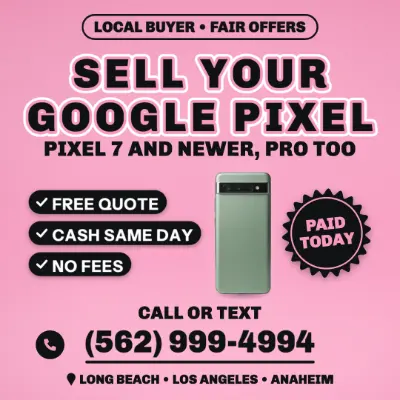 LOCAL BUYER • FAIR OFFERS
SELL YOUR
GOOGLE PIXEL
PIXEL 7 AND NEWER, PRO TOO
FREE QUOTE
CASH SAME DAY
NO FEES
PAID
TODAY
CALL OR TEXT
(562) 999-4994
LONG BEACH • LOS ANGELES • ANAHEIM